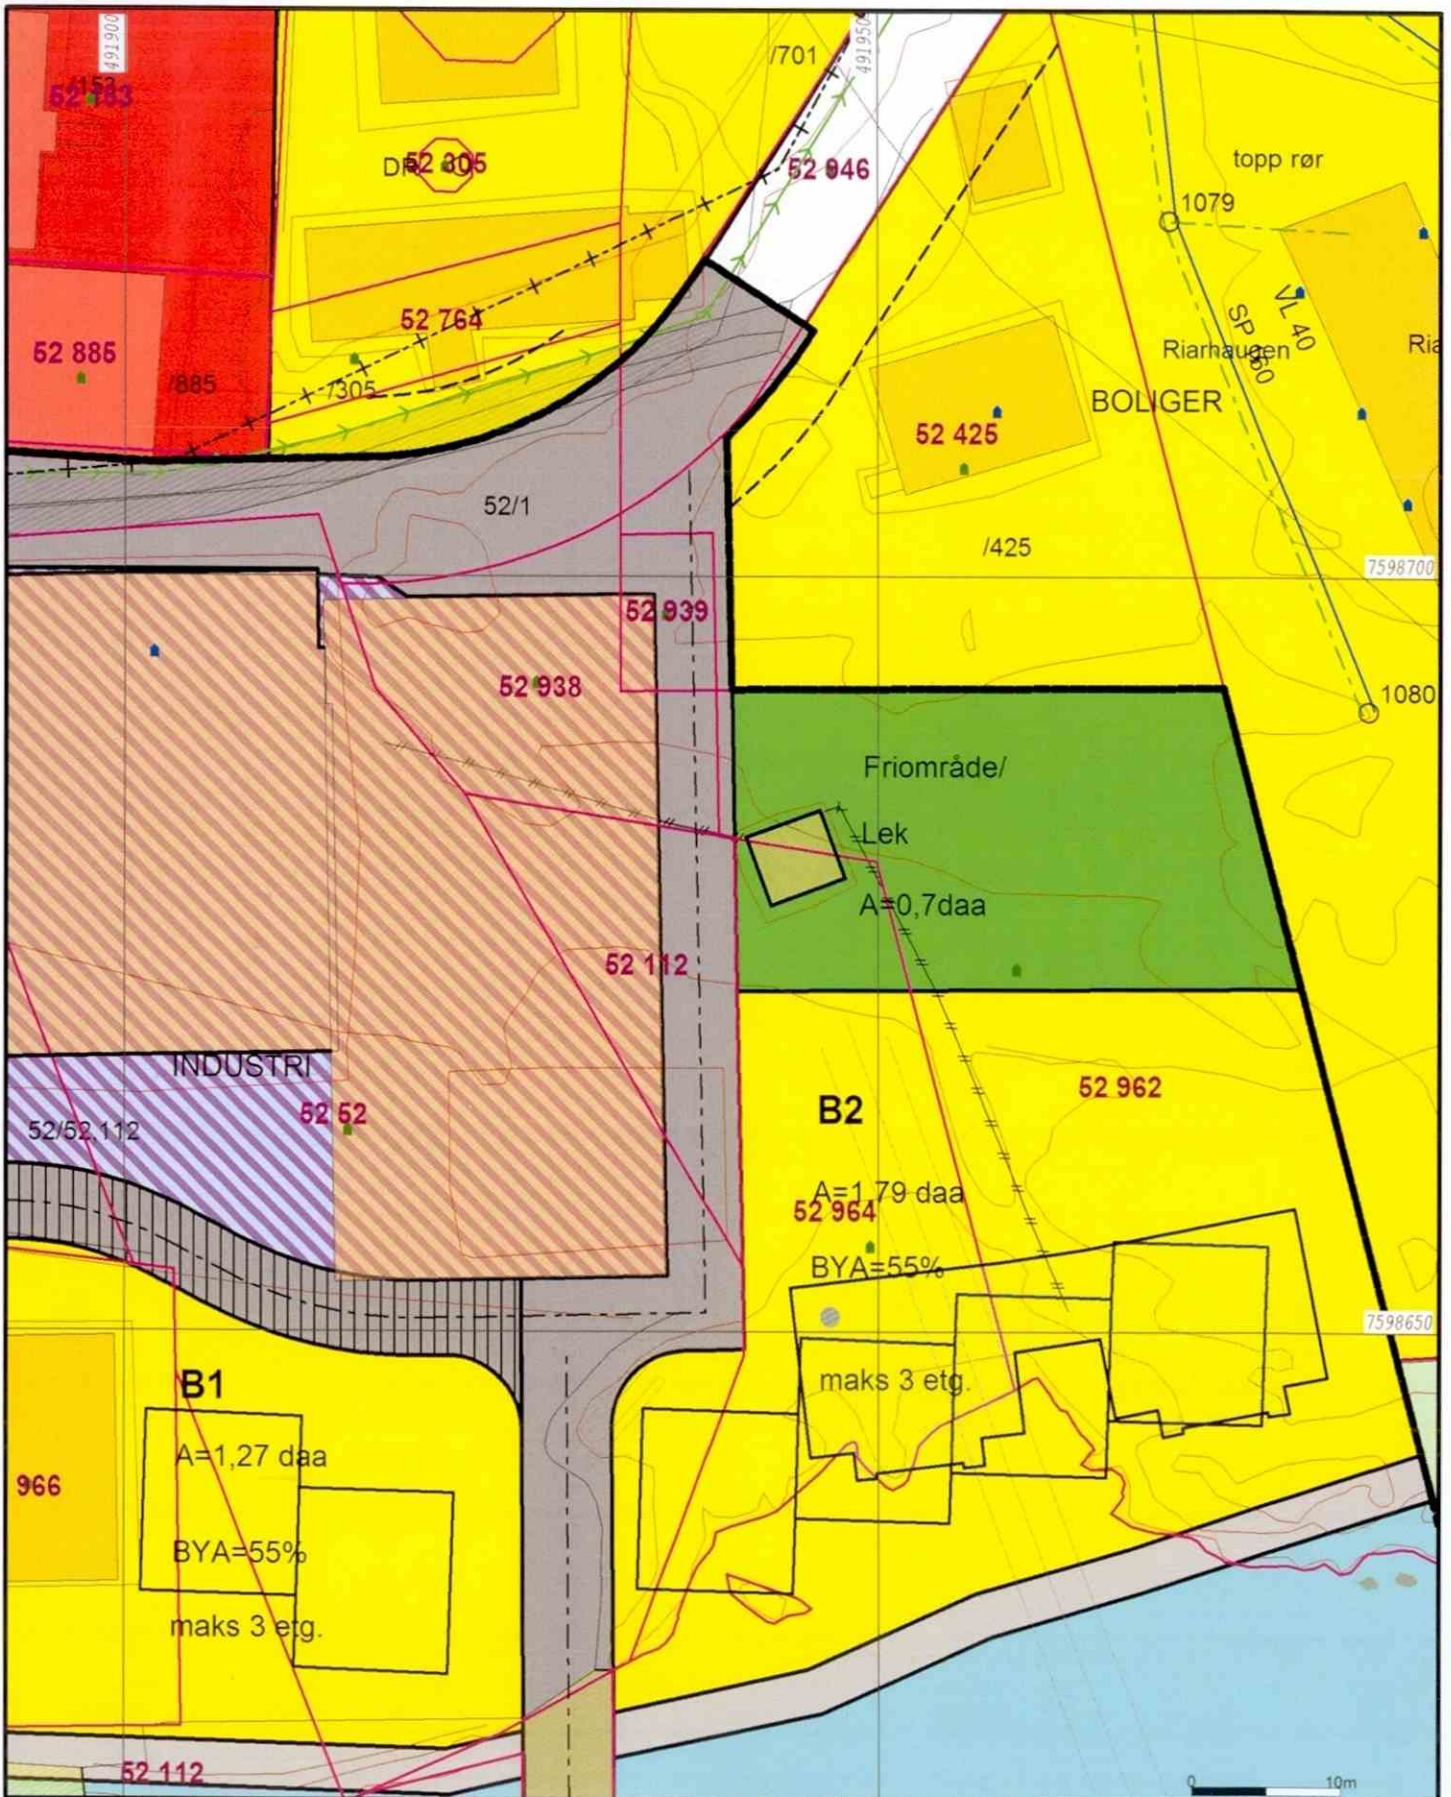 491900
491950
/701
/153
52 183
DR
52 305
52 946
topp rør
1079
VL 40
SP 160
52 764
52 885
/885
/305
Riarhaugen
Ria
BOLIGER
52 425
52/1
/425
7598700
52 939
52 938
1080
Friområde/
Lek
A=0,7daa
52 112
INDUSTRI
52 52
52/52,112
B2
52 962
A=1,79 daa
52 964
BYA=55%
7598650
maks 3 etg.
B1
A=1,27 daa
966
BYA=55%
maks 3 etg.
52 112
0 10m